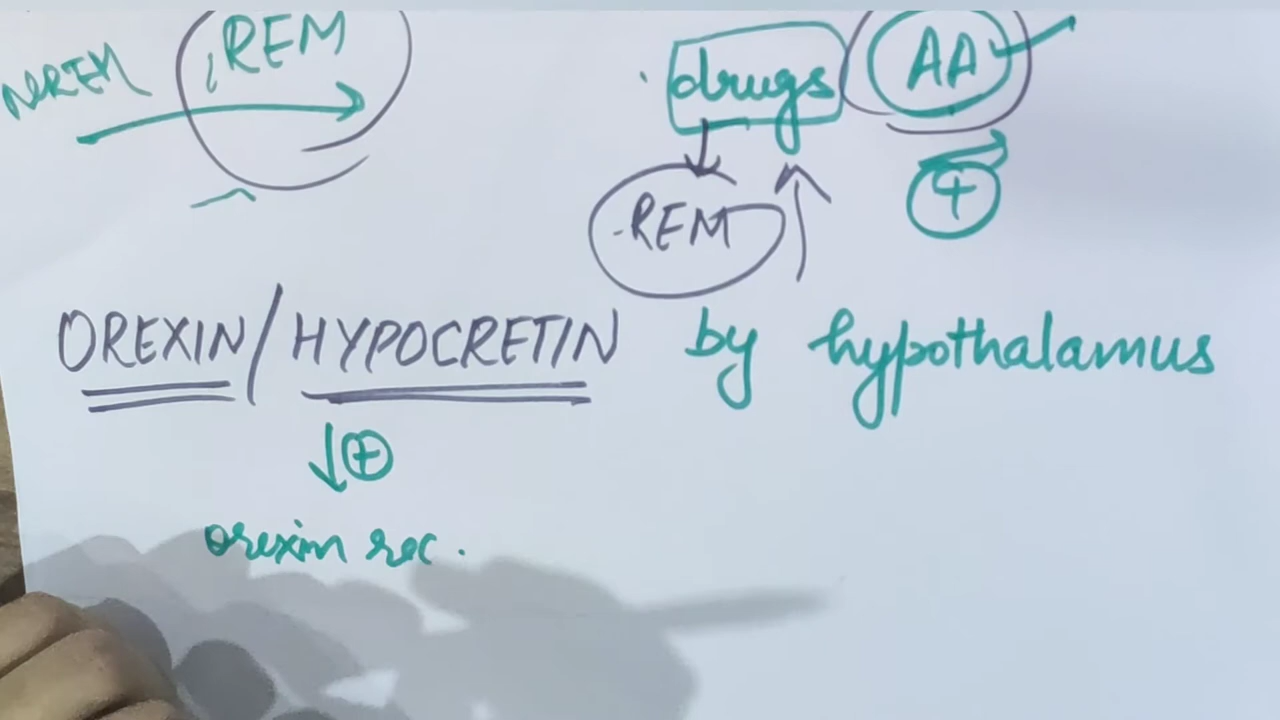 NREM REM
drugs AA
+
REM ↑
OREXIN/HYPOCRETIN by hypothalamus
↓ +
orexin rec.